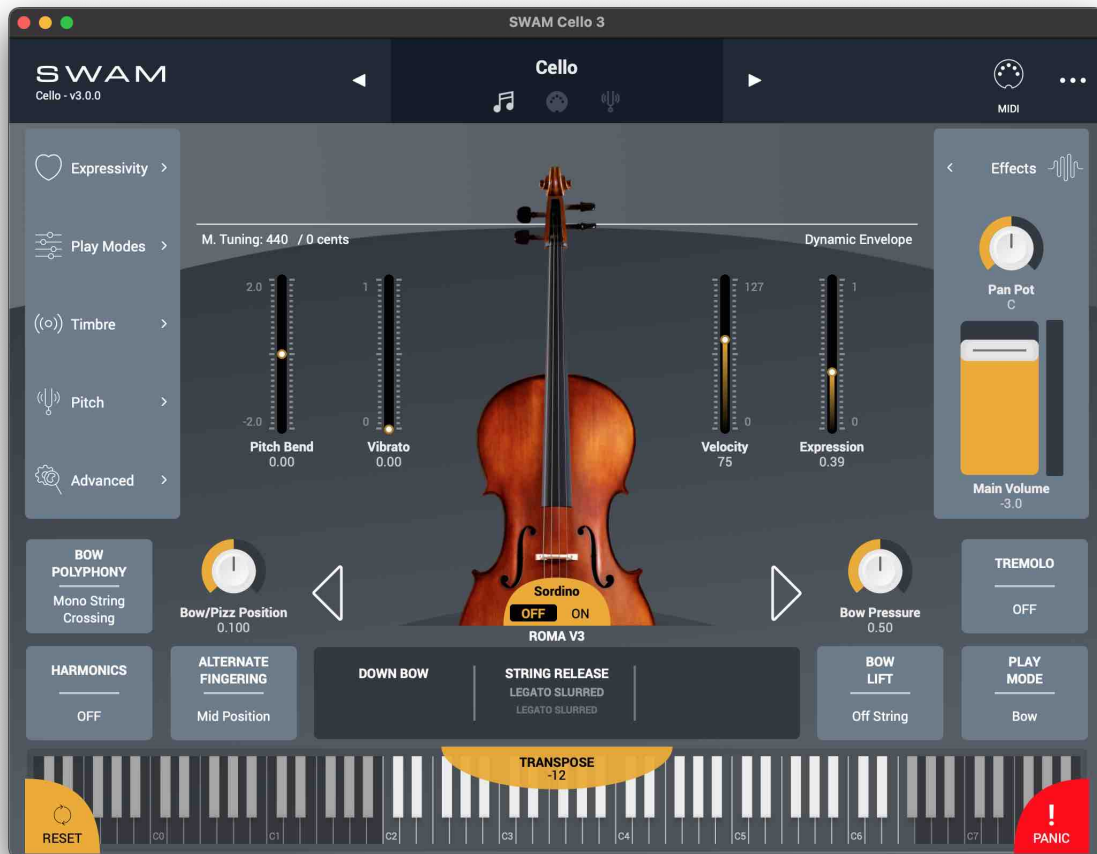 SWAM Cello 3
SWAM
Cello - v3.0.0
Cello
MIDI
Expressivity
Play Modes
Timbre
Pitch
Advanced
M. Tuning: 440 / 0 cents
Dynamic Envelope
2.0
-2.0
Pitch Bend
0.00
1
0
Vibrato
0.00
127
0
Velocity
75
1
0
Expression
0.39
Effects
Pan Pot
C
Main Volume
-3.0
BOW
POLYPHONY
Mono String
Crossing
Bow/Pizz Position
0.100
Sordino
OFF ON
ROMA V3
Bow Pressure
0.50
TREMOLO
OFF
HARMONICS
OFF
ALTERNATE
FINGERING
Mid Position
DOWN BOW
STRING RELEASE
LEGATO SLURRED
LEGATO SLURRED
BOW
LIFT
Off String
PLAY
MODE
Bow
TRANSPOSE
-12
RESET
C0 C1 C2 C3 C4 C5 C6 C7
!
PANIC